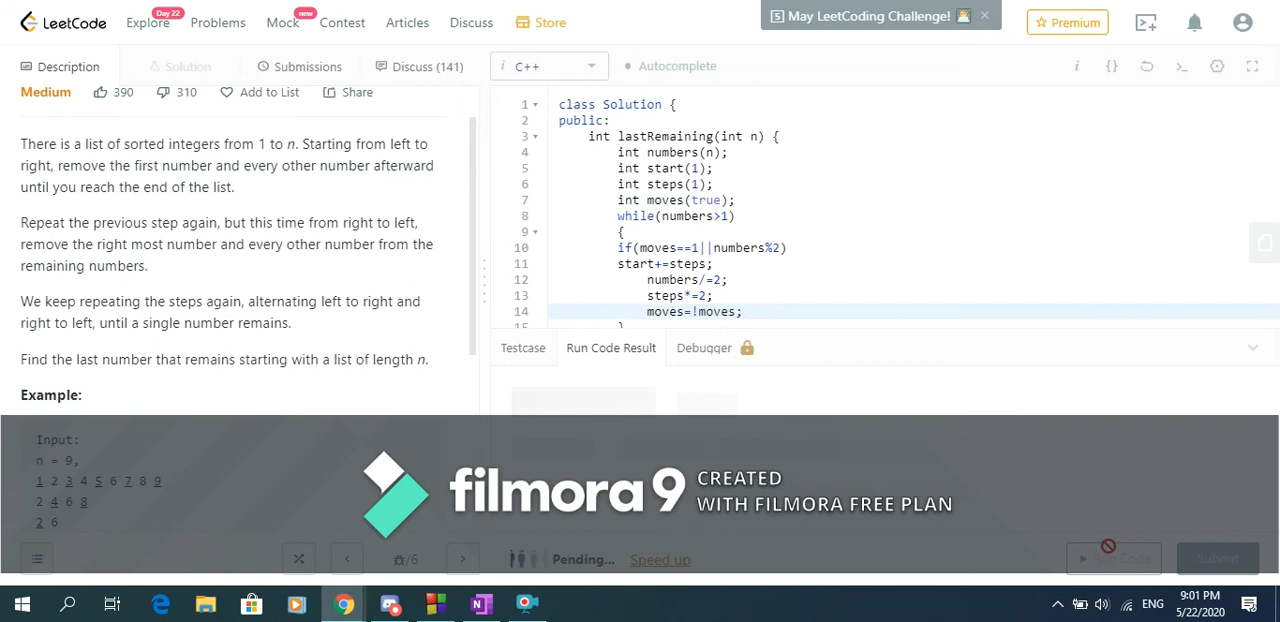 LeetCode
Explore
Day 22
Problems
Mock
new
Contest
Articles
Discuss
Store
[5] May LeetCoding Challenge!
×
Premium
Description
Solution
Submissions
Discuss (141)
i C++
Autocomplete
Medium
390
310
Add to List
Share
There is a list of sorted integers from 1 to n. Starting from left to
right, remove the first number and every other number afterward
until you reach the end of the list.
Repeat the previous step again, but this time from right to left,
remove the right most number and every other number from the
remaining numbers.
We keep repeating the steps again, alternating left to right and
right to left, until a single number remains.
Find the last number that remains starting with a list of length n.
Example:
Input:
n = 9,
1 2 3 4 5 6 7 8 9
2 4 6 8
2 6
1 class Solution {
2 public:
3 int lastRemaining(int n) {
4 int numbers(n);
5 int start(1);
6 int steps(1);
7 int moves(true);
8 while(numbers>1)
9 {
10 if(moves==1||numbers%2)
11 start+=steps;
12 numbers/=2;
13 steps*=2;
14 moves=!moves;
15 }
Testcase
Run Code Result
Debugger
filmora9
CREATED
WITH FILMORA FREE PLAN
/6
Pending...
Speed up
Run Code
Submit
ENG
9:01 PM
5/22/2020